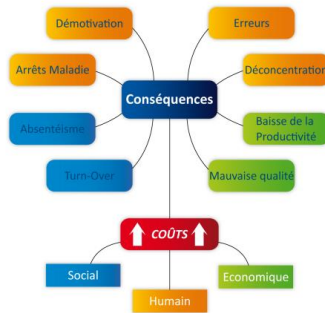 Démotivation
Erreurs
Arrêts Maladie
Déconcentration
Conséquences
Absentéisme
Baisse de la
Productivité
Turn-Over
Mauvaise qualité
COÛTS
Social
Economique
Humain